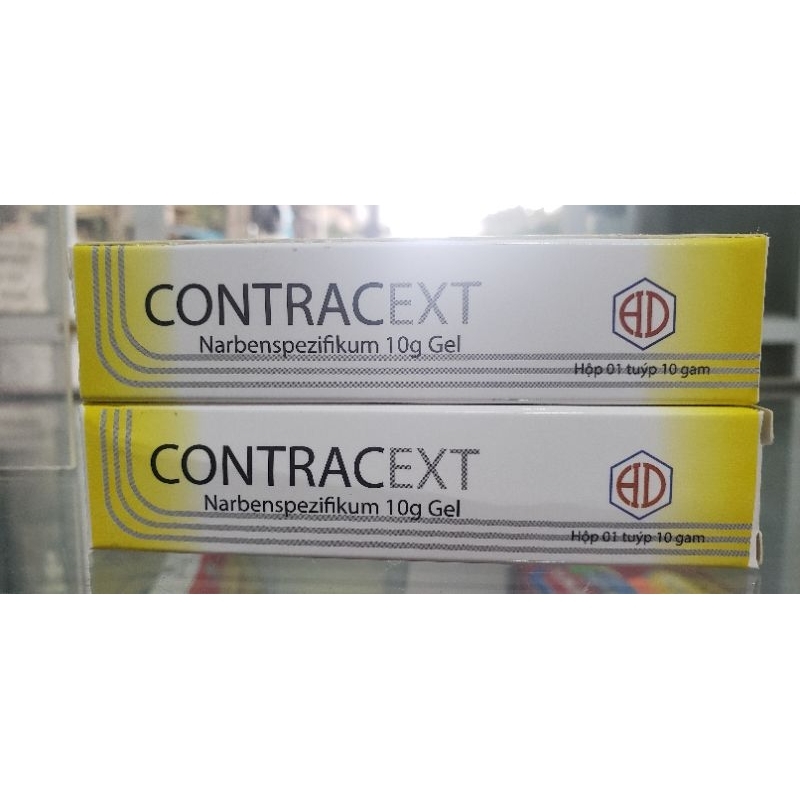 CONTRACEXT
Narbenspezifikum 10g Gel
HD
Hộp 01 tuýp 10 gam
CONTRACEXT
Narbenspezifikum 10g Gel
HD
Hộp 01 tuýp 10 gam